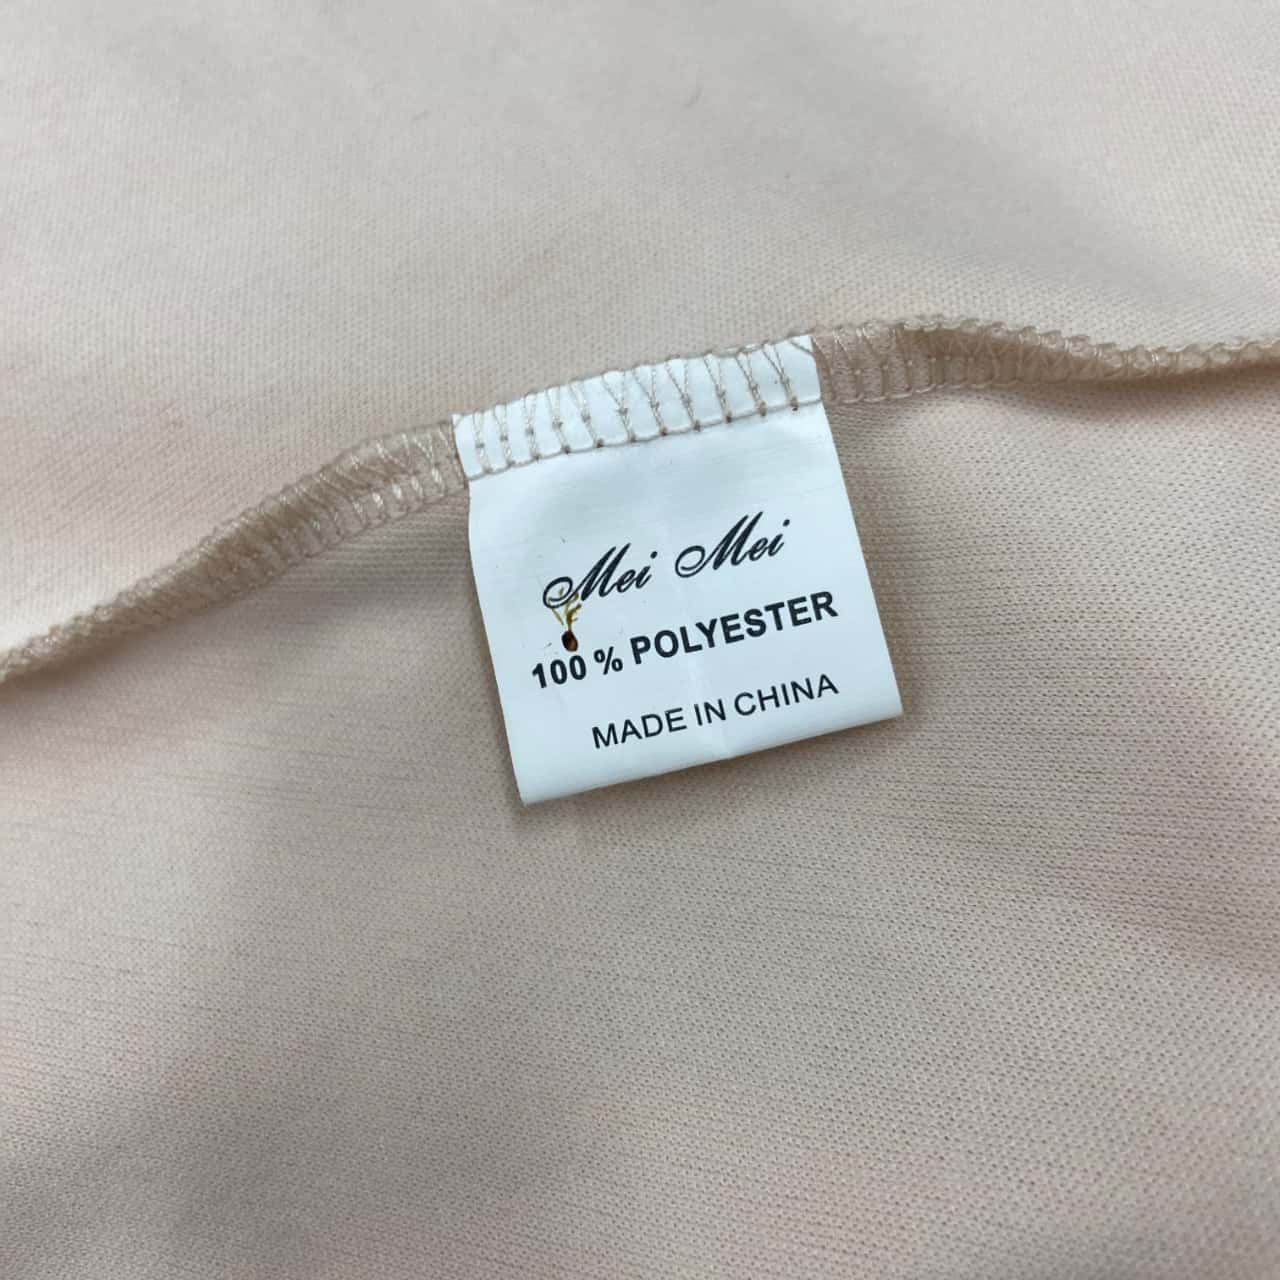 Mei Mei
100 % POLYESTER
MADE IN CHINA